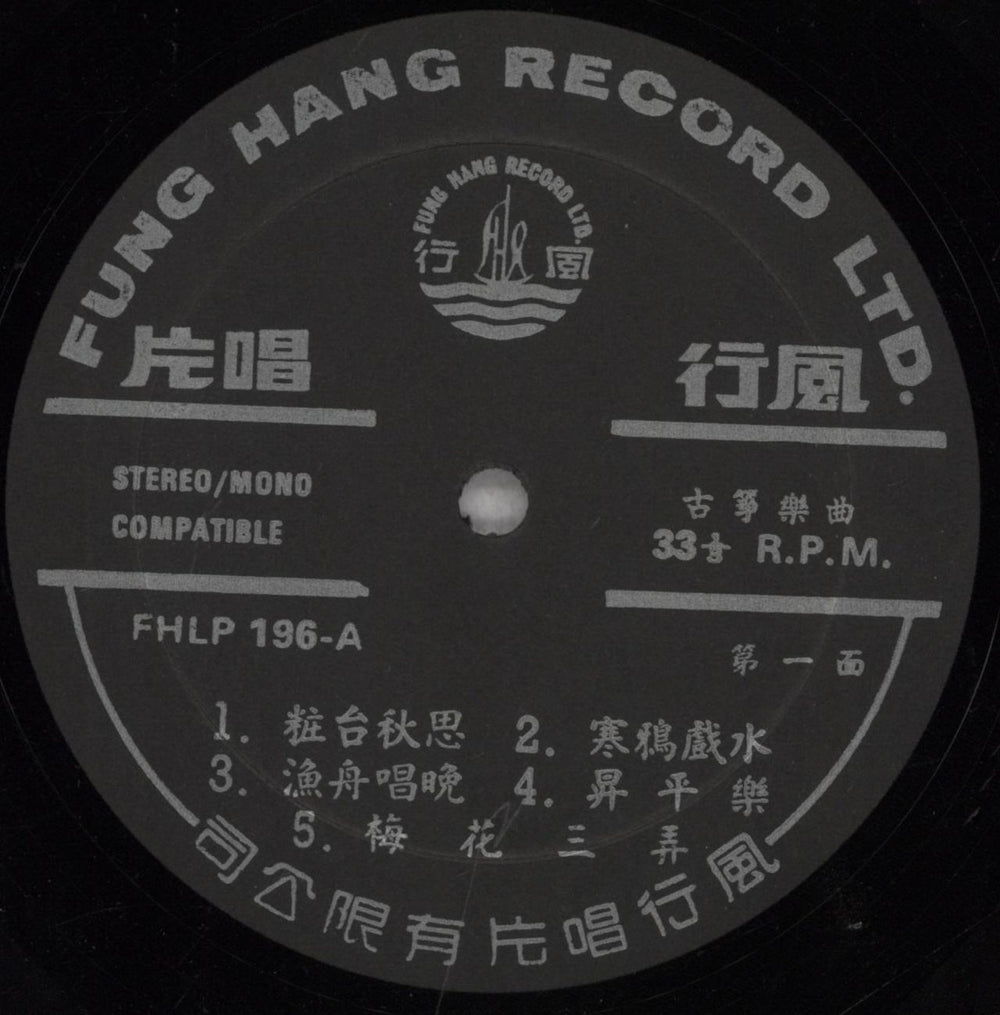 FUNG HANG RECORD LTD.
FUNG HANG RECORD LTD.
風行
FHR
風行唱片
STEREO/MONO
COMPATIBLE
古箏樂曲
33⅓ R.P.M.
FHLP 196-A
第一面
1. 粧台秋思 2. 寒鴉戲水
3. 漁舟唱晚 4. 昇平樂
5. 梅花三弄
風行唱片有限公司